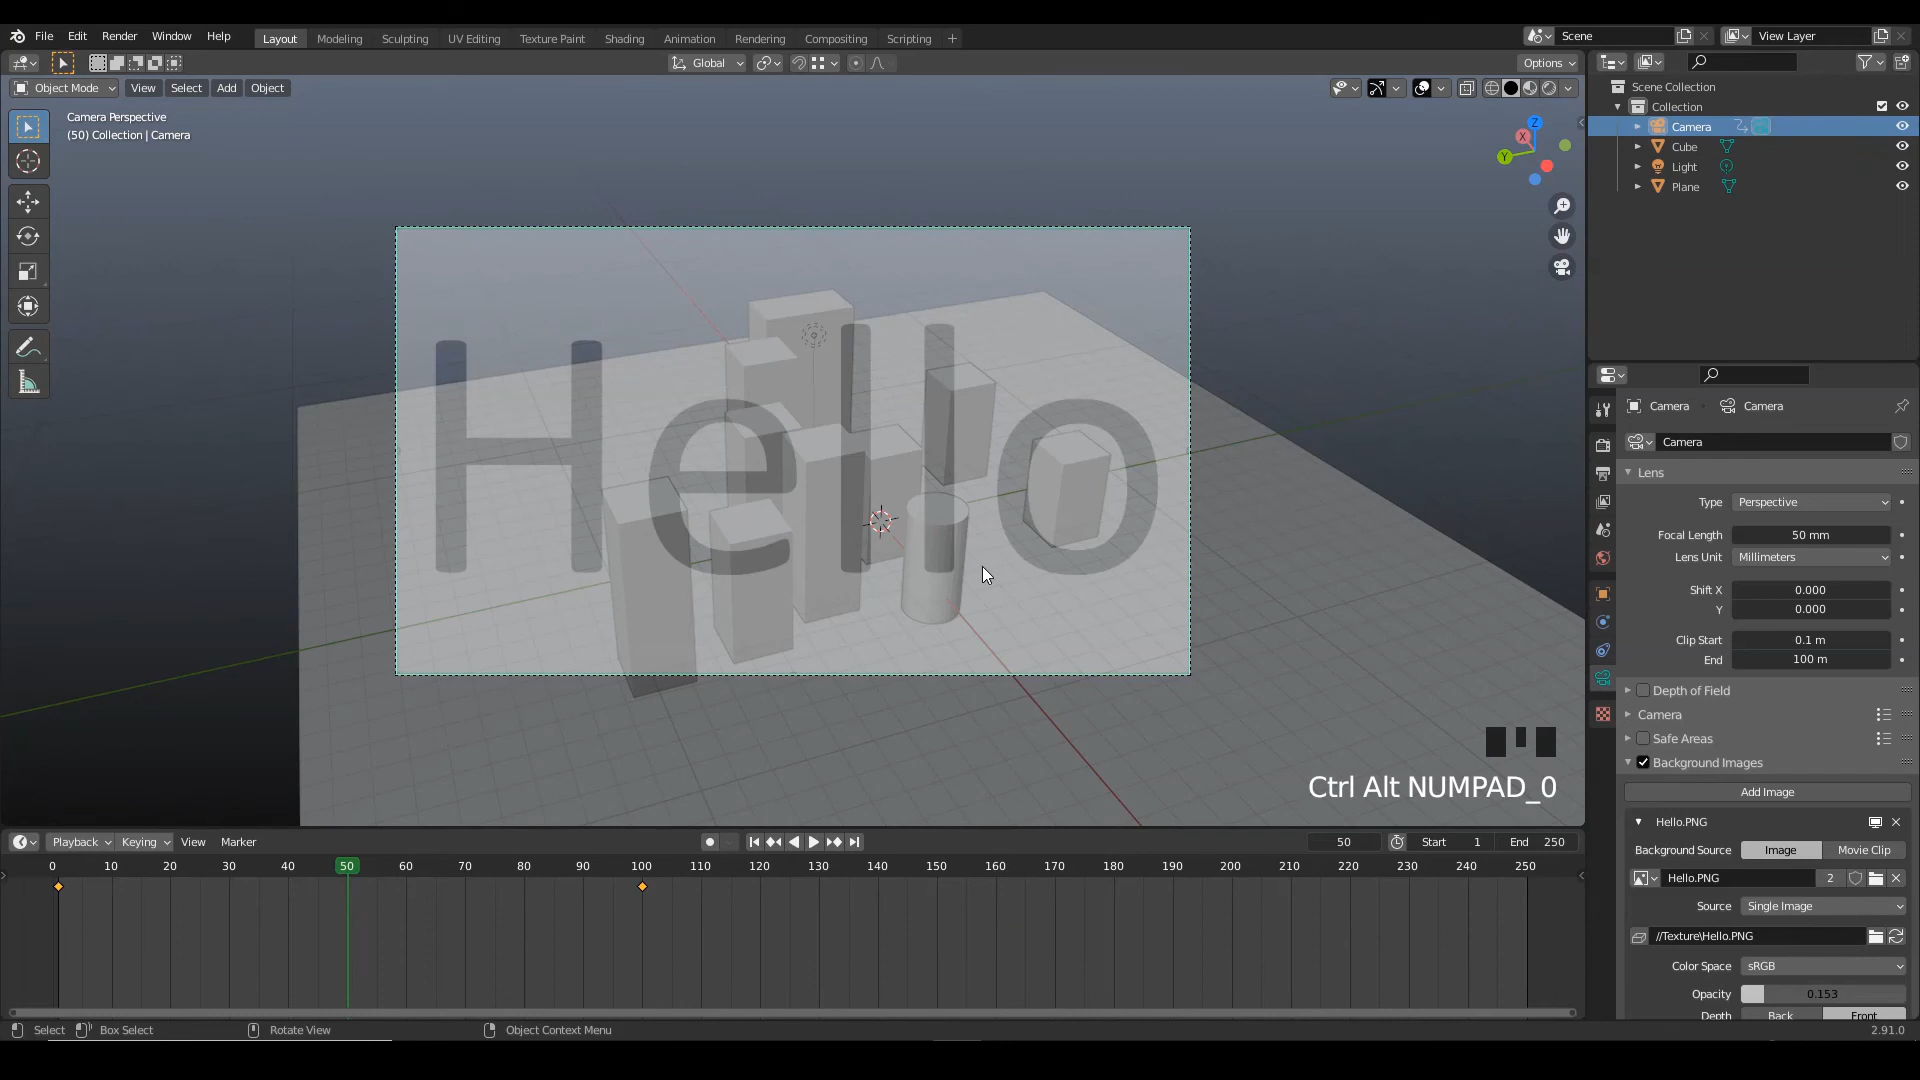 File Edit Render Window Help Layout Modeling Sculpting UV Editing Texture Paint Shading Animation Rendering Compositing Scripting + Scene View Layer
Global Options
Object Mode View Select Add Object
Camera Perspective
(50) Collection | Camera
Z
X
Y
Scene Collection
Collection
Camera
Cube
Light
Plane
Hello
Ctrl Alt NUMPAD_0
Camera Camera
Camera
Lens
Type Perspective
Focal Length 50 mm
Lens Unit Millimeters
Shift X 0.000
Y 0.000
Clip Start 0.1 m
End 100 m
Depth of Field
Camera
Safe Areas
Background Images
Add Image
Hello.PNG
Background Source Image Movie Clip
Hello.PNG 2
Source Single Image
//Texture\Hello.PNG
Color Space sRGB
Opacity 0.153
Depth Back Front
Playback Keying View Marker 50 Start 1 End 250
0 10 20 30 40 50 60 70 80 90 100 110 120 130 140 150 160 170 180 190 200 210 220 230 240 250
Select Box Select Rotate View Object Context Menu 2.91.0